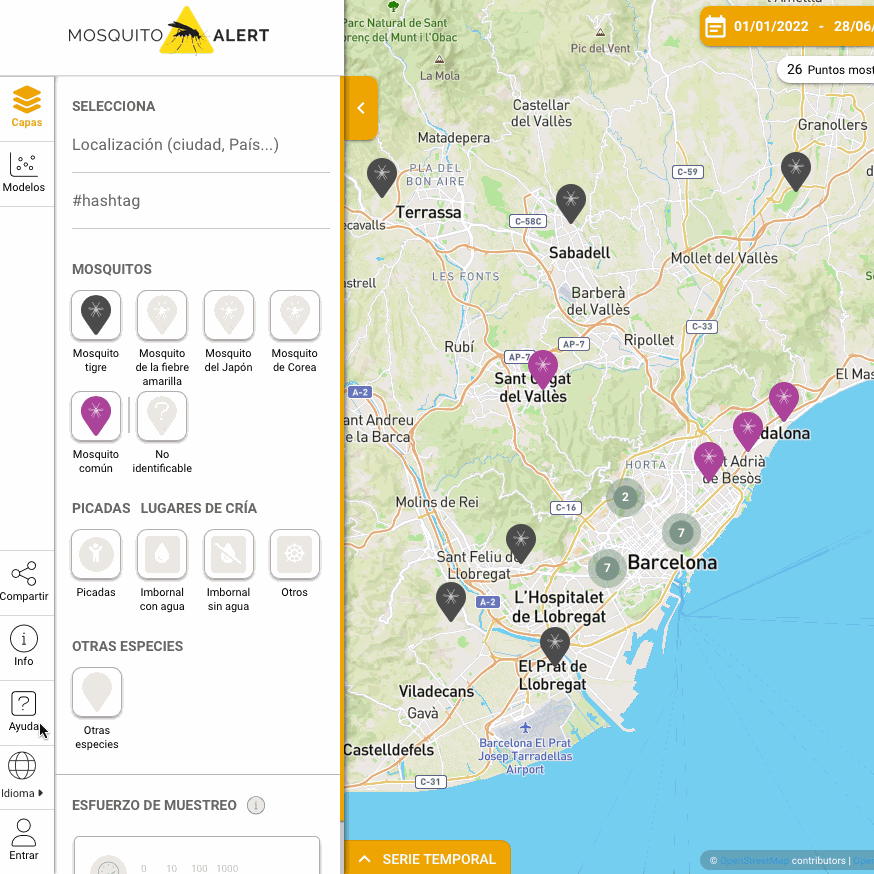 MOSQUITO ALERT
Capas
Modelos
Compartir
Info
Ayuda
Idioma
Entrar
SELECCIONA
Localización (ciudad, País...)
#hashtag
MOSQUITOS
Mosquito
tigre
Mosquito
de la fiebre
amarilla
Mosquito
del Japón
Mosquito
de Corea
Mosquito
común
No
identificable
PICADAS LUGARES DE CRÍA
Picadas
Imbornal
con agua
Imbornal
sin agua
Otros
OTRAS ESPECIES
Otras
especies
ESFUERZO DE MUESTREO
0 10 100 1000
01/01/2022 - 28/06/
26 Puntos most
Parc Natural de Sant
orenç del Munt i l'Obac
Pic del Vent
La Mola
Castellar
del Vallès
Granollers
Matadepera
PLA DEL
BON AIRE
C-59
Terrassa
C-58C
ecavalls
Sabadell
Mollet del Vallès
LES FONTS
astrell
Barberà
del Vallès
C-33
Rubí
AP-7
AP-7
Ripollet
Sant Cugat
del Vallès
El Mas
A-2
ant Andreu
e la Barca
dalona
HORTA
t Adrià
de Besòs
2
Molins de Rei
C-16
7
Sant Feliu de
Llobregat
7
Barcelona
A-2
L'Hospitalet
de Llobregat
El Prat de
Llobregat
Viladecans
Gavà
Castelldefels
Barcelona El Prat
Josep Tarradellas
Airport
C-31
SERIE TEMPORAL
© OpenStreetMap contributors | Open